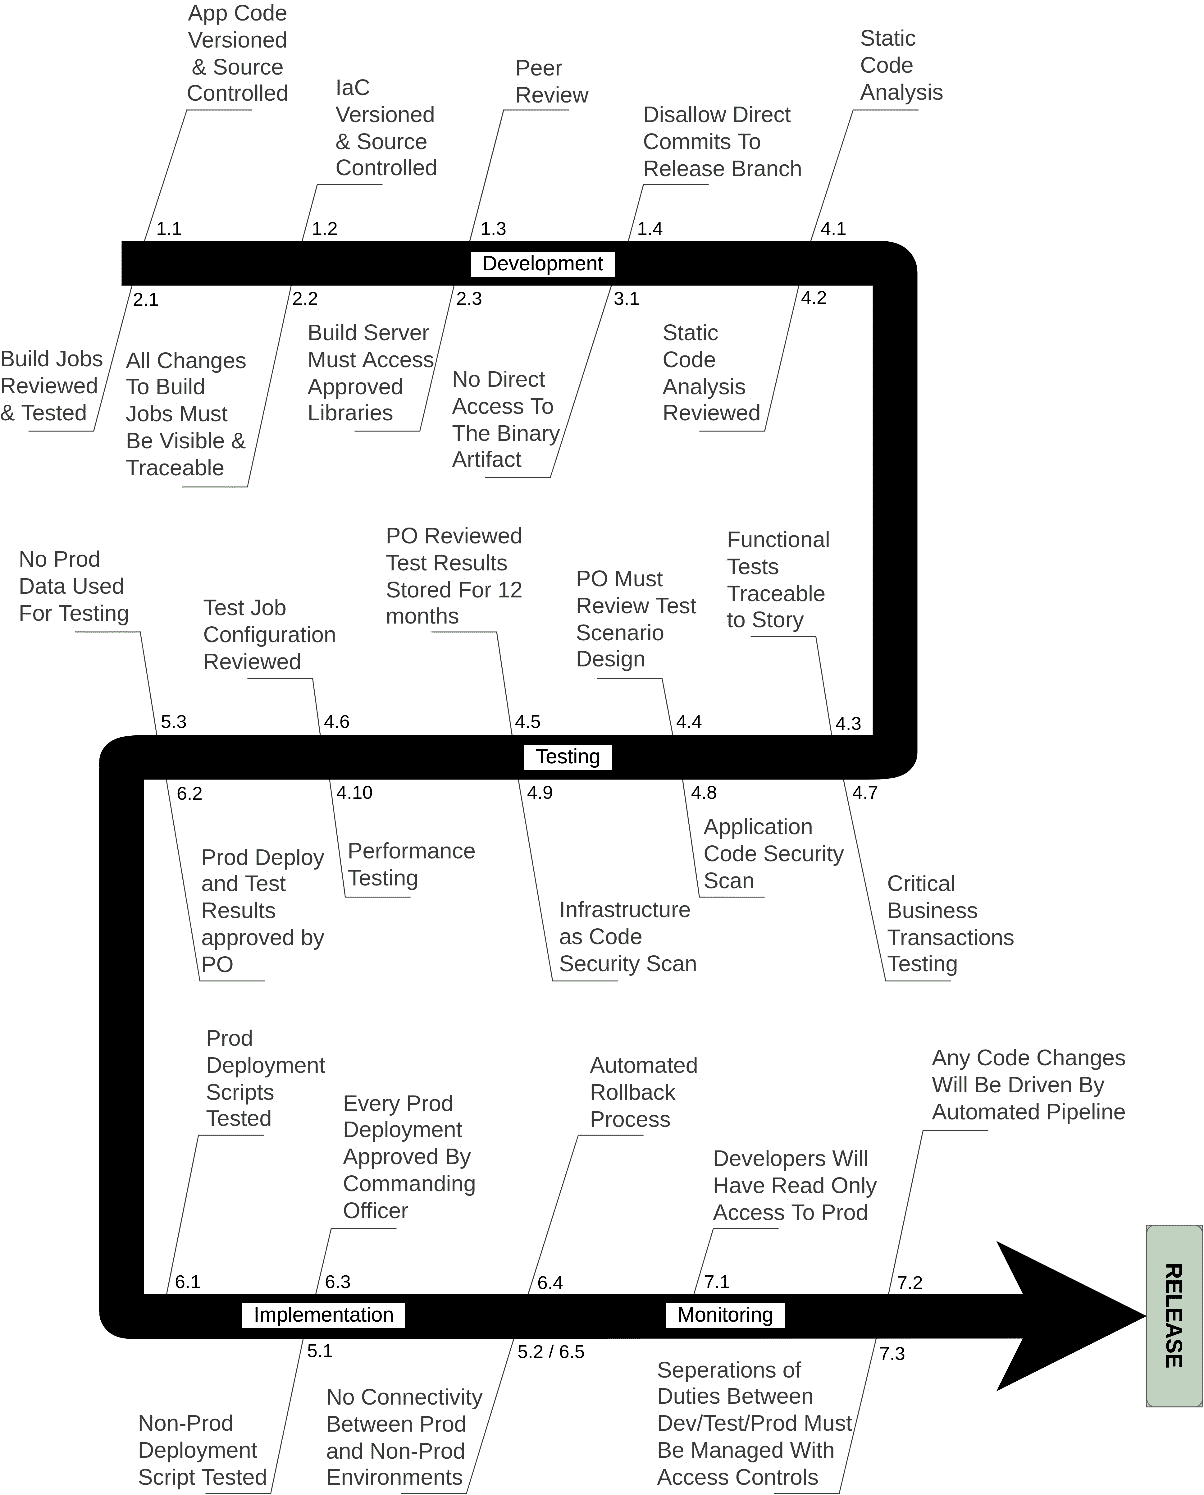 App Code
Versioned
& Source
Controlled
IaC
Versioned
& Source
Controlled
Peer
Review
Disallow Direct
Commits To
Release Branch
Static
Code
Analysis
1.1
1.2
1.3
1.4
4.1
Development
2.1
2.2
2.3
3.1
4.2
Build Jobs
Reviewed
& Tested
All Changes
To Build
Jobs Must
Be Visible &
Traceable
Build Server
Must Access
Approved
Libraries
No Direct
Access To
The Binary
Artifact
Static
Code
Analysis
Reviewed
No Prod
Data Used
For Testing
Test Job
Configuration
Reviewed
PO Reviewed
Test Results
Stored For 12
months
PO Must
Review Test
Scenario
Design
Functional
Tests
Traceable
to Story
5.3
4.6
4.5
4.4
4.3
Testing
6.2
4.10
4.9
4.8
4.7
Prod Deploy
and Test
Results
approved by
PO
Performance
Testing
Infrastructure
as Code
Security Scan
Application
Code Security
Scan
Critical
Business
Transactions
Testing
Prod
Deployment
Scripts
Tested
Every Prod
Deployment
Approved By
Commanding
Officer
Automated
Rollback
Process
Developers Will
Have Read Only
Access To Prod
Any Code Changes
Will Be Driven By
Automated Pipeline
6.1
6.3
6.4
7.1
7.2
Implementation
Monitoring
RELEASE
5.1
5.2 / 6.5
7.3
Non-Prod
Deployment
Script Tested
No Connectivity
Between Prod
and Non-Prod
Environments
Seperations of
Duties Between
Dev/Test/Prod Must
Be Managed With
Access Controls